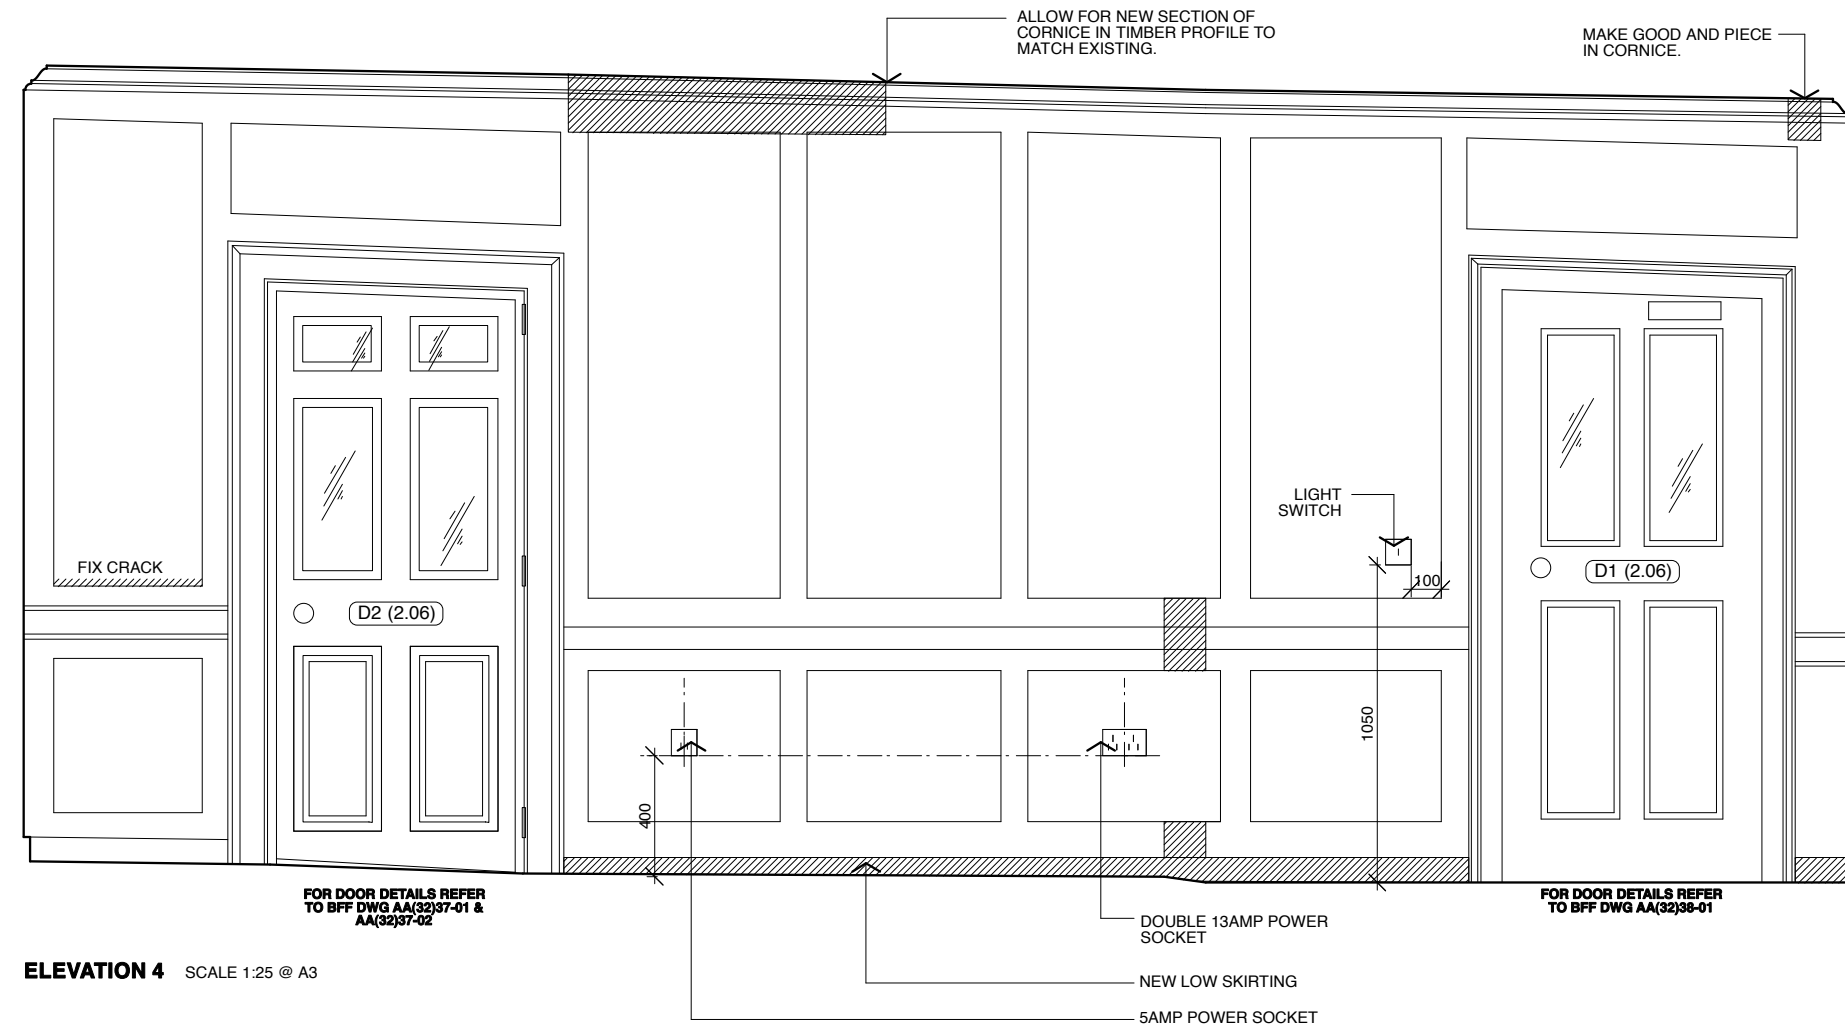 ALLOW FOR NEW SECTION OF
CORNICE IN TIMBER PROFILE TO
MATCH EXISTING.
MAKE GOOD AND PIECE
IN CORNICE.
LIGHT
SWITCH
FIX CRACK
100
D1 (2.06)
D2 (2.06)
1050
400
FOR DOOR DETAILS REFER
TO BFF DWG AA(32)37-01 &
AA(32)37-02
FOR DOOR DETAILS REFER
TO BFF DWG AA(32)38-01
DOUBLE 13AMP POWER
SOCKET
ELEVATION 4 SCALE 1:25 @ A3
NEW LOW SKIRTING
5AMP POWER SOCKET